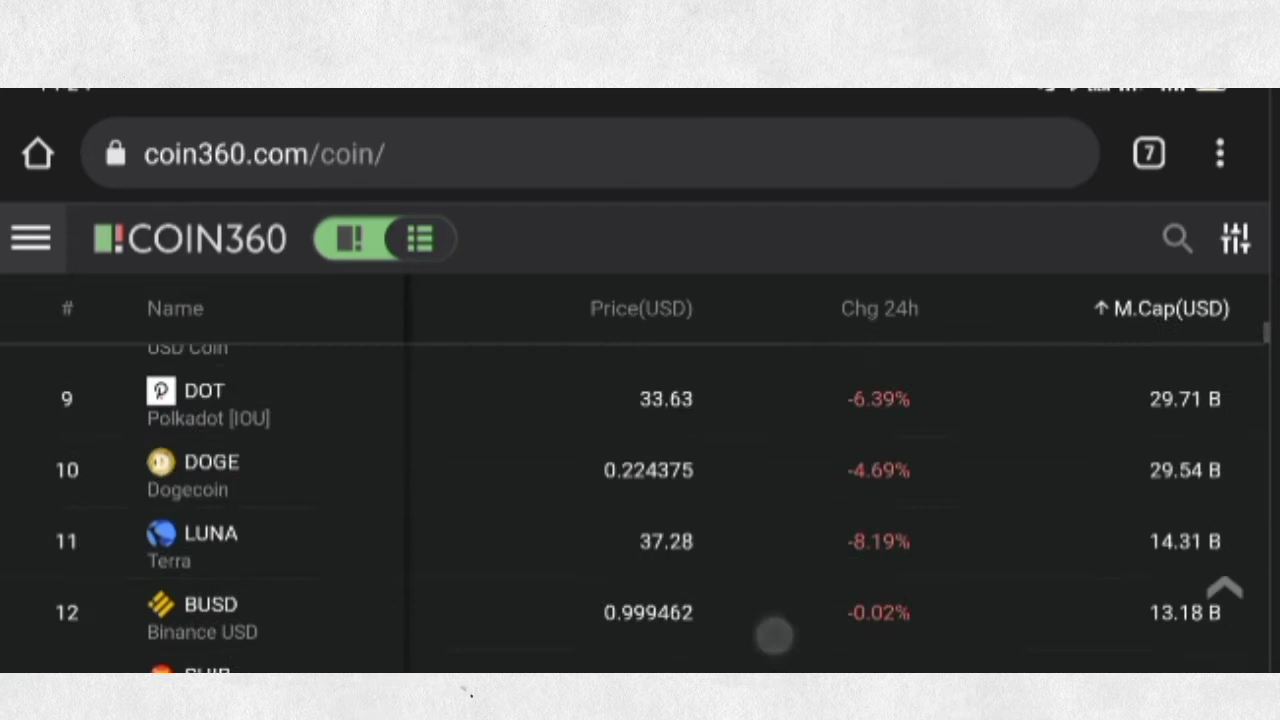 coin360.com/coin/
7
COIN360
# Name Price(USD) Chg 24h ↑ M.Cap(USD)
USD Coin
9 DOT 33.63 -6.39% 29.71 B
Polkadot [IOU]
10 DOGE 0.224375 -4.69% 29.54 B
Dogecoin
11 LUNA 37.28 -8.19% 14.31 B
Terra
12 BUSD 0.999462 -0.02% 13.18 B
Binance USD